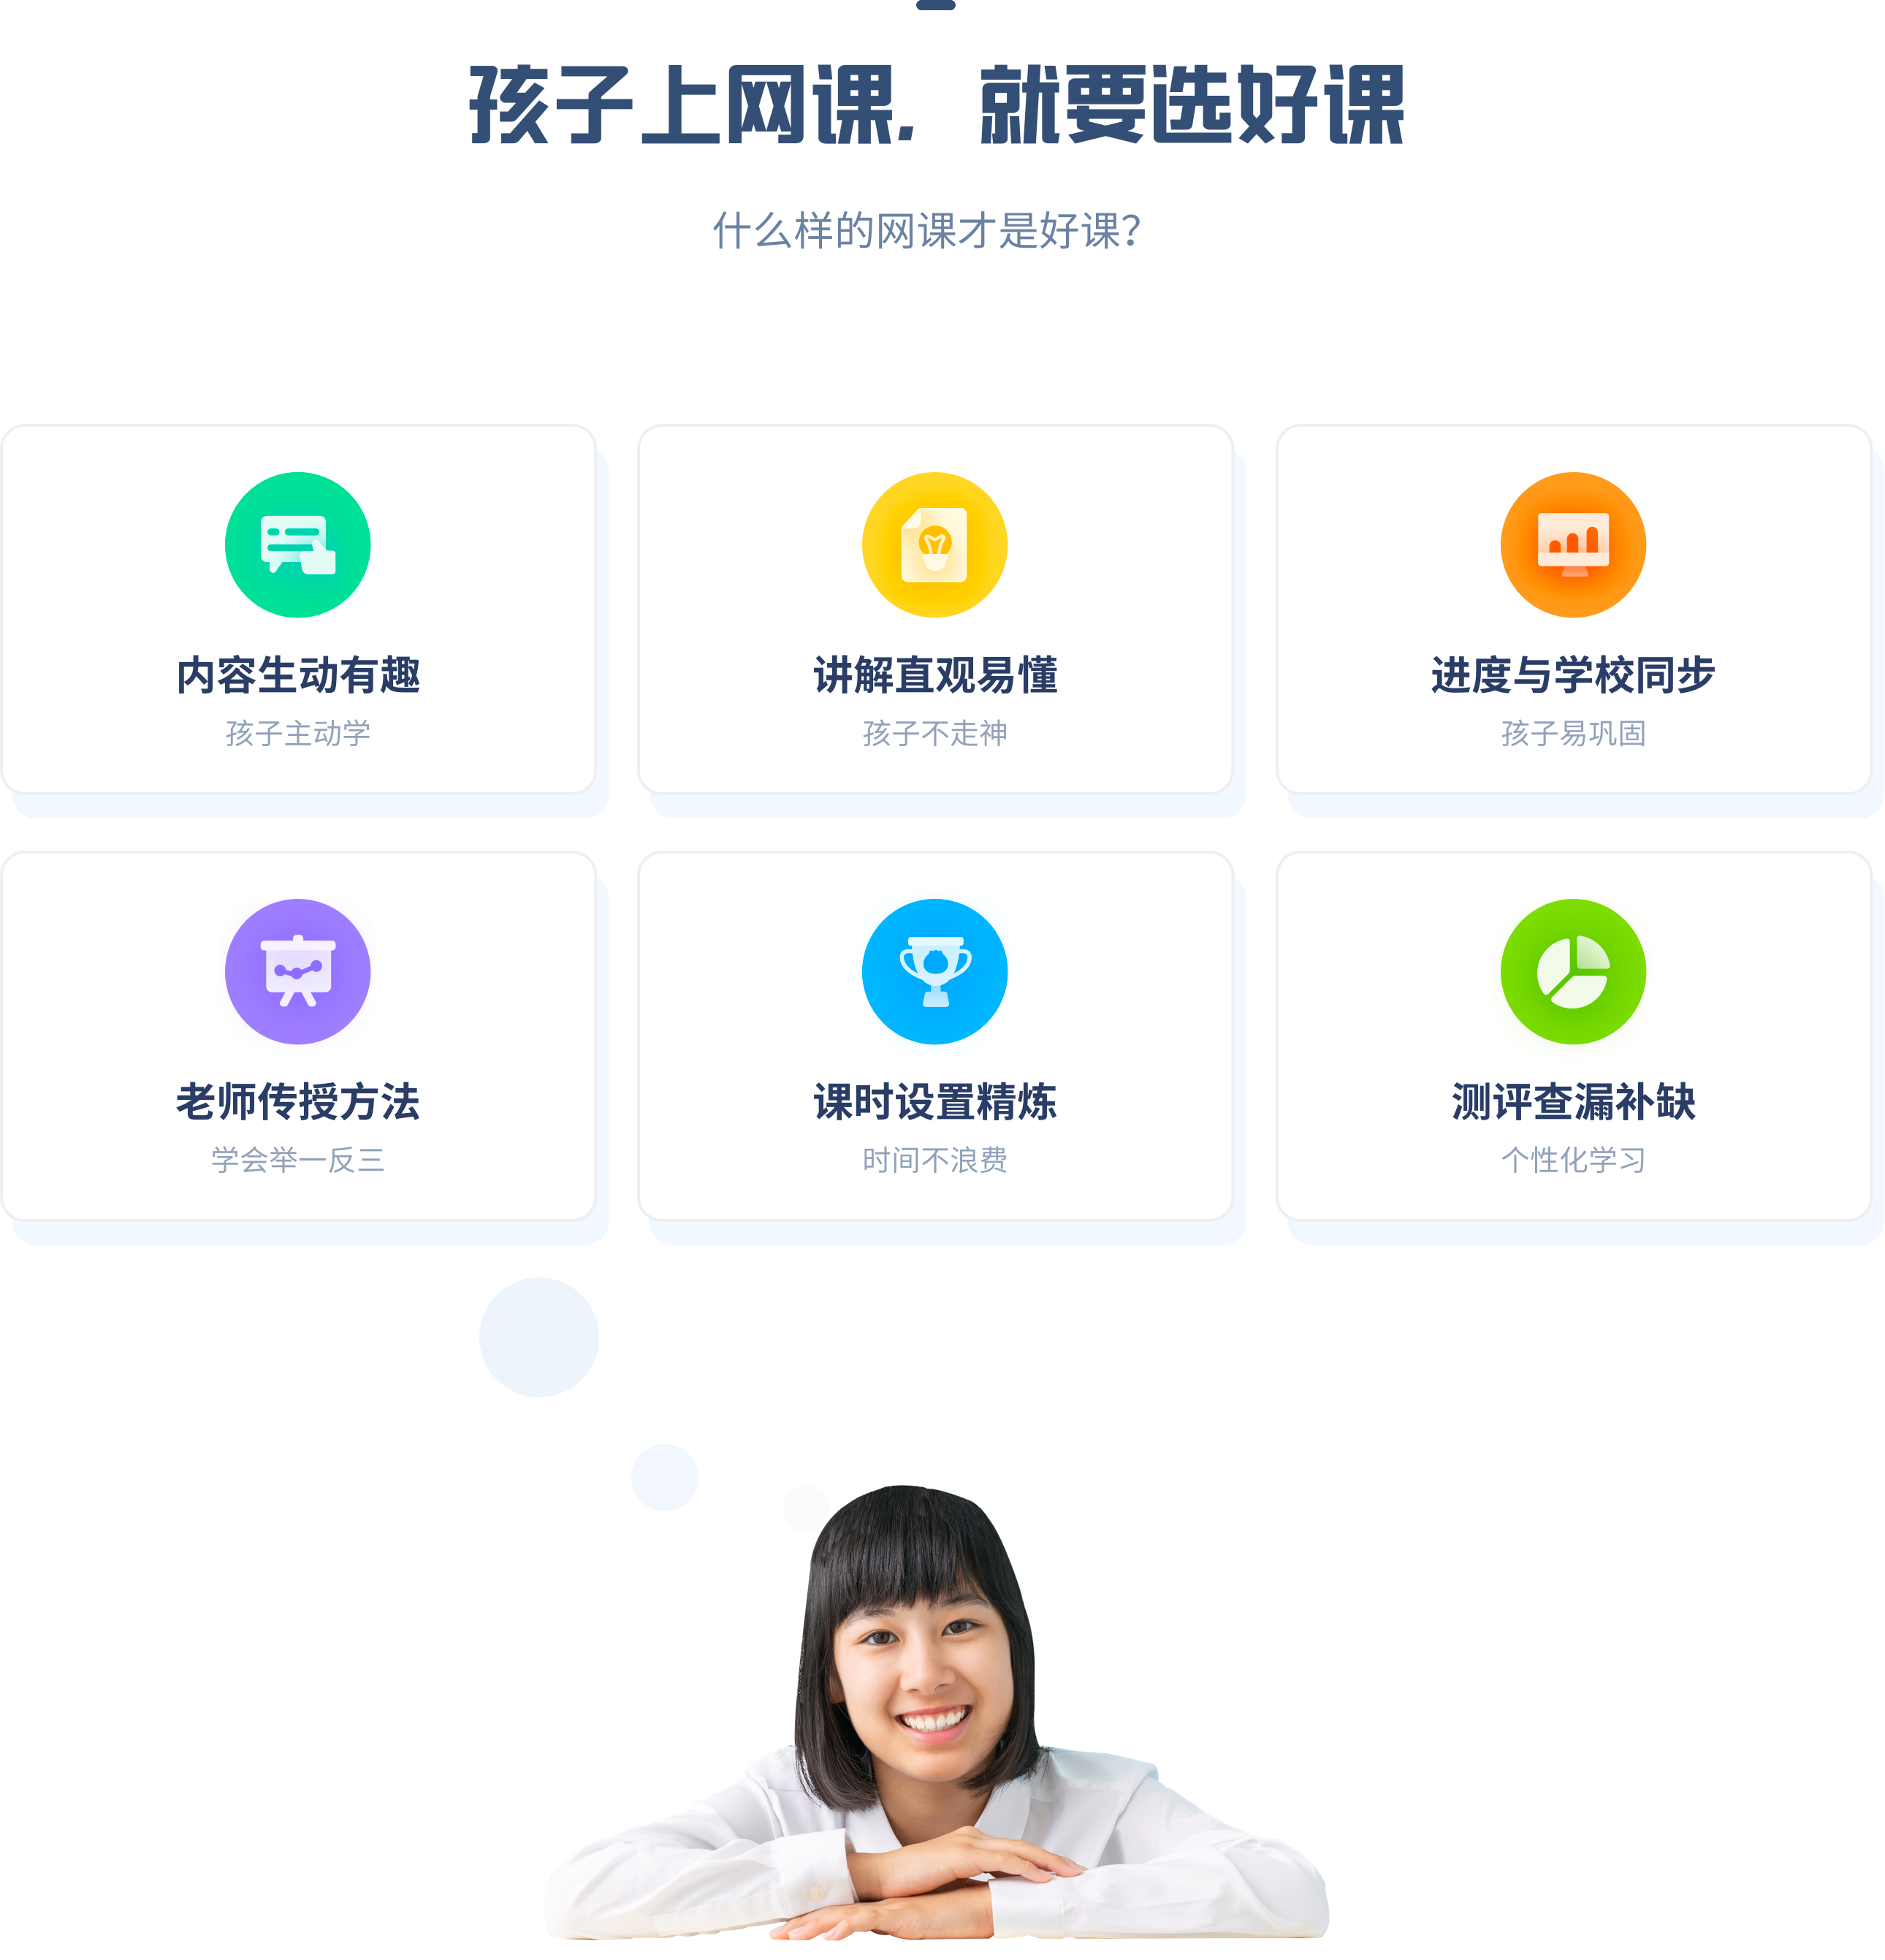 孩子上网课，就要选好课
什么样的网课才是好课？
内容生动有趣
孩子主动学
讲解直观易懂
孩子不走神
进度与学校同步
孩子易巩固
老师传授方法
学会举一反三
课时设置精炼
时间不浪费
测评查漏补缺
个性化学习